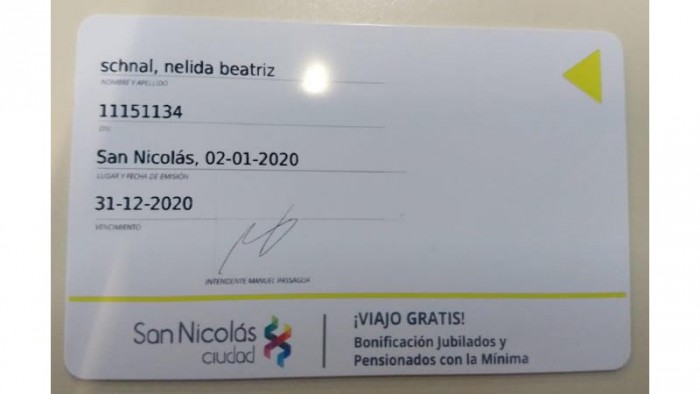 schnal, nelida beatriz
NOMBRE Y APELLIDO
11151134
DNI
San Nicolás, 02-01-2020
LUGAR Y FECHA DE EMISIÓN
31-12-2020
VENCIMIENTO
INTENDENTE MANUEL PASSAGLIA
San Nicolás
ciudad
¡VIAJO GRATIS!
Bonificación Jubilados y
Pensionados con la Mínima